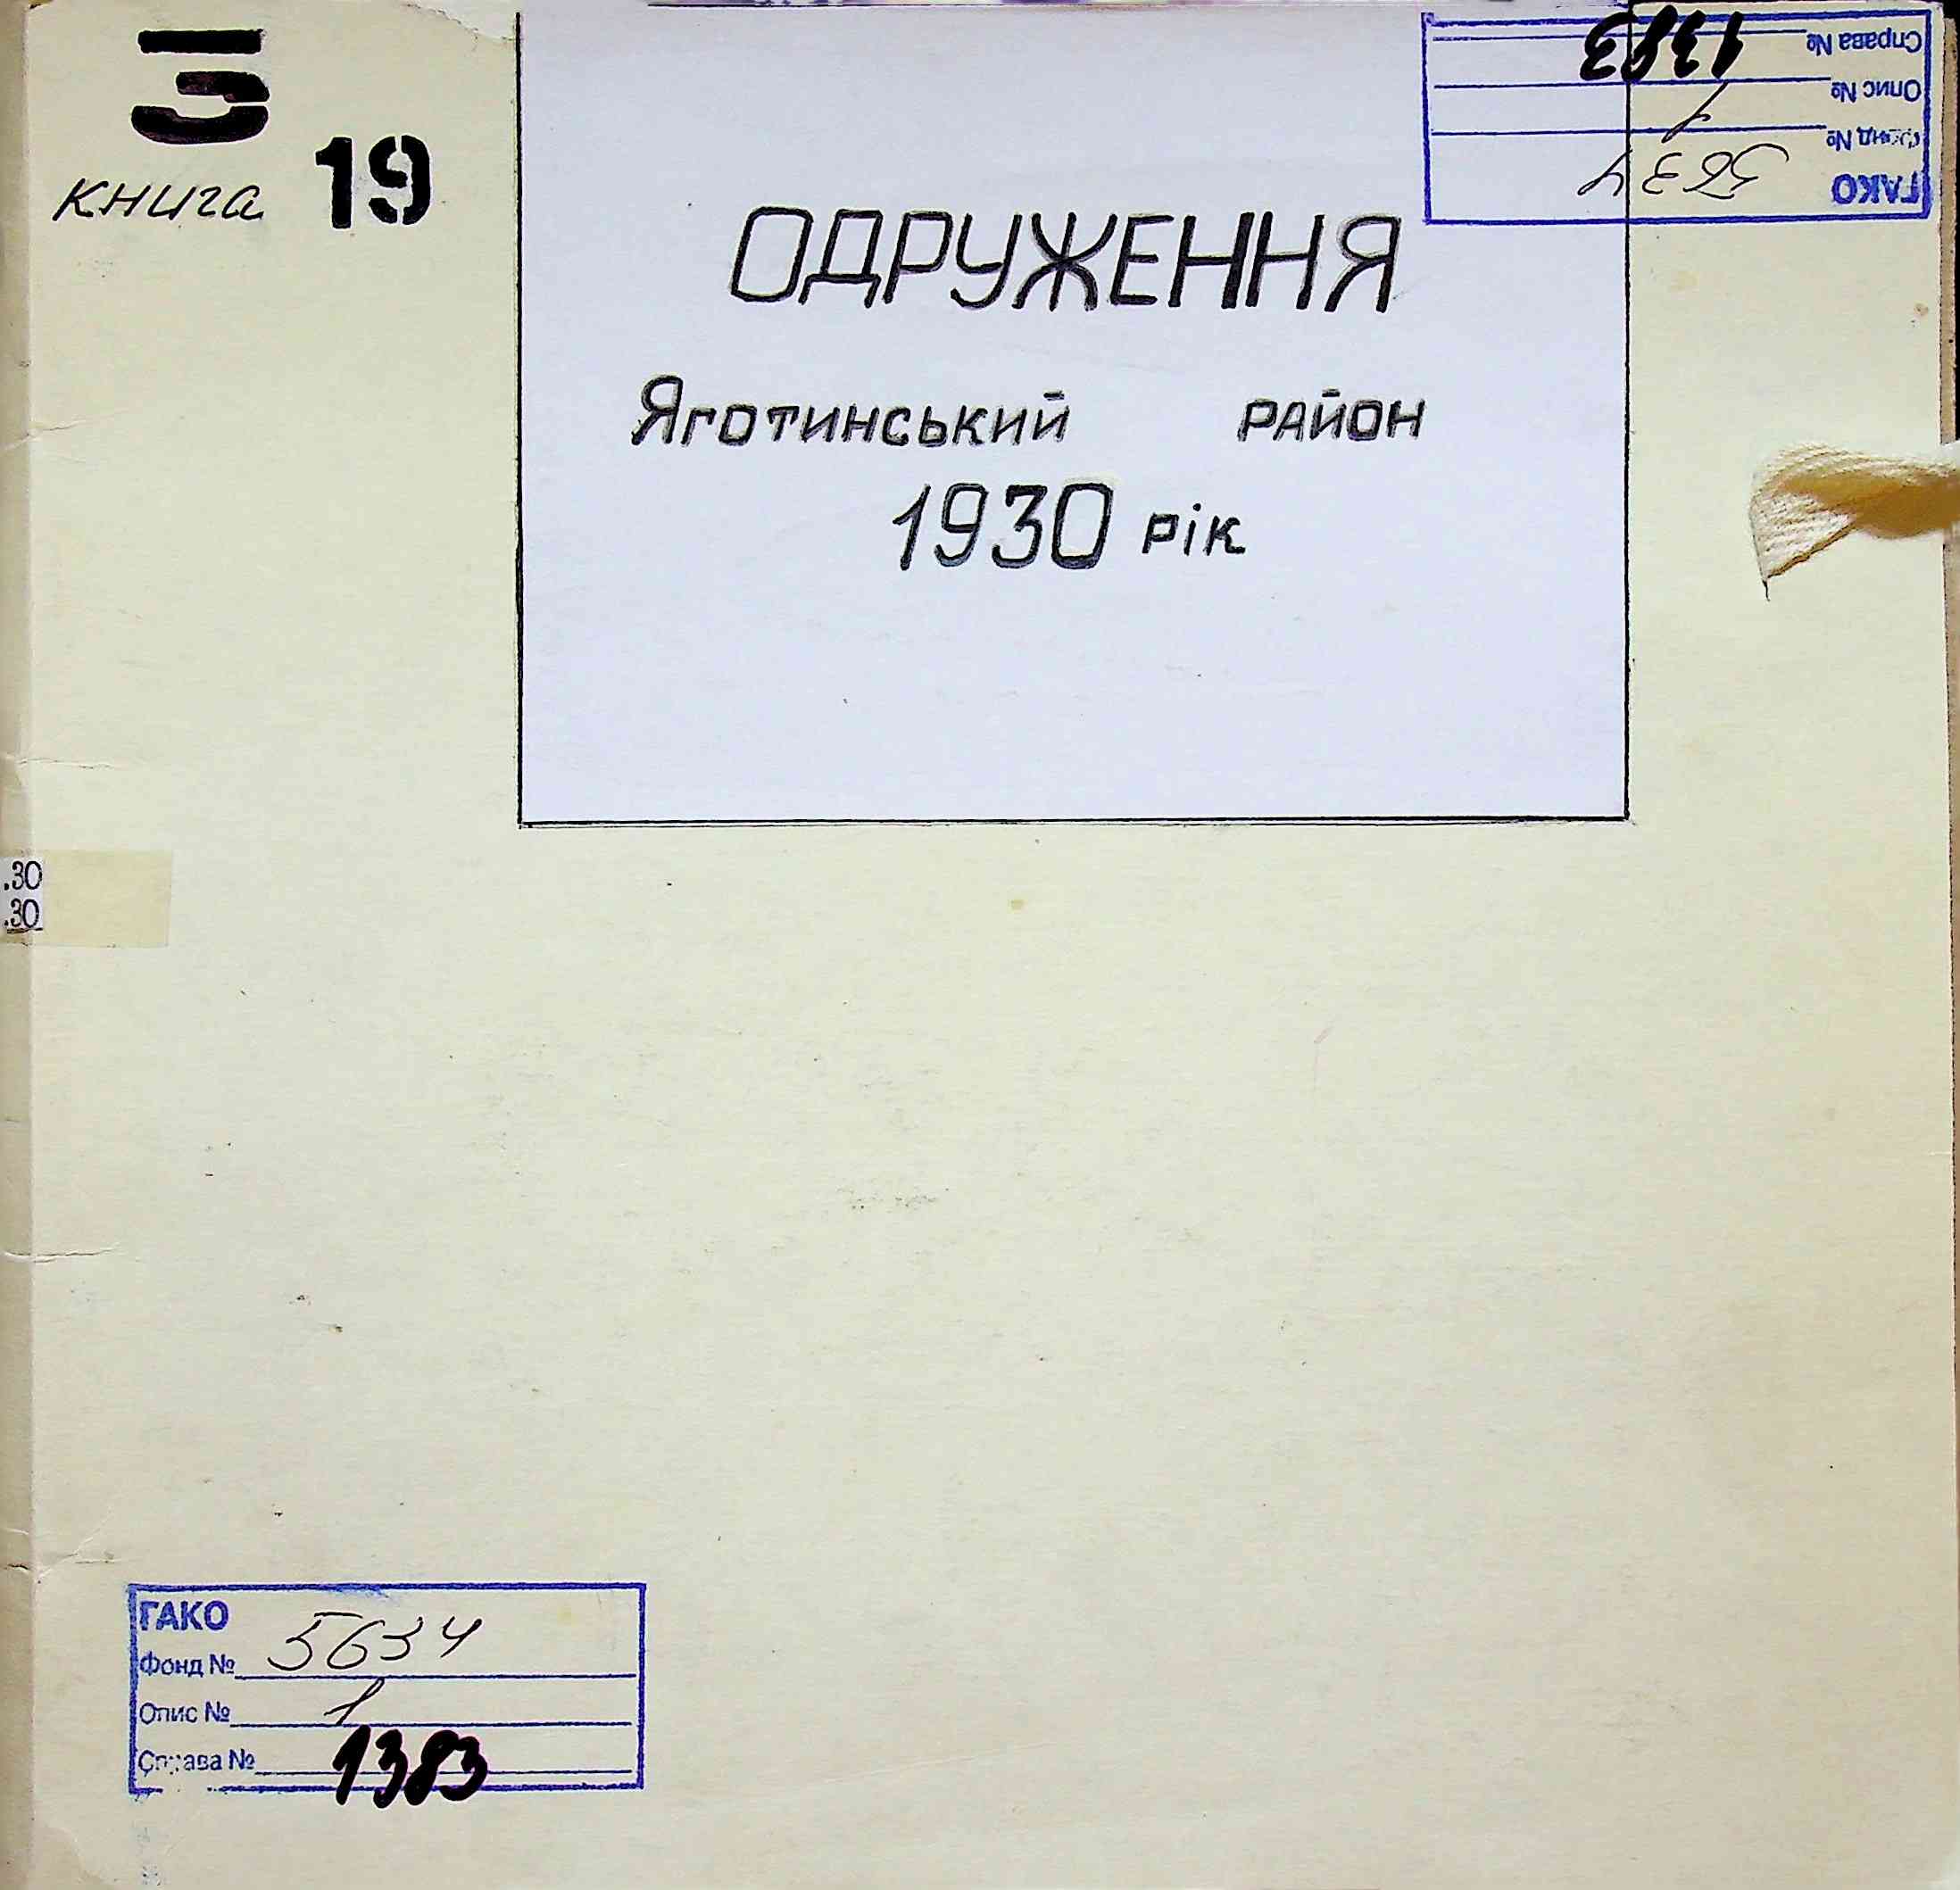 З
книга 19
ОДРУЖЕННЯ
Яготинський район
1930 рік
ГАКО
Фонд № 5634
Опис № 1
Справа № 1383
.30
.30
ГАКО
Фонд № 5634
Опис № 1
Справа № 1383